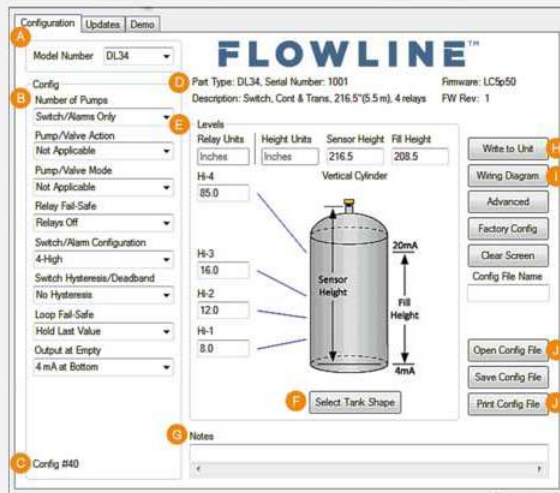 Configuration Updates Demo
A
Model Number DL34
FLOWLINE™
Config
B
Number of Pumps
Switch/Alarms Only
Pump/Valve Action
Not Applicable
Pump/Valve Mode
Not Applicable
Relay Fail-Safe
Relays Off
Switch/Alarm Configuration
4-High
Switch Hysteresis/Deadband
No Hysteresis
Loop Fail-Safe
Hold Last Value
Output at Empty
4 mA at Bottom
C Config #40
D Part Type: DL34, Serial Number: 1001 Firmware: LC5p50
Description: Switch, Cont & Trans, 216.5"(5.5 m), 4 relays FW Rev: 1
E Levels
Relay Units Height Units Sensor Height Fill Height
Inches Inches 216.5 208.5
Hi-4 Vertical Cylinder
85.0
20mA
Hi-3
16.0
Sensor
Height
Hi-2
12.0
Fill
Height
Hi-1
8.0
4mA
F Select Tank Shape
G Notes
Write to Unit H
Wiring Diagram I
Advanced
Factory Config
Clear Screen
Config File Name
Open Config File J
Save Config File
Print Config File J